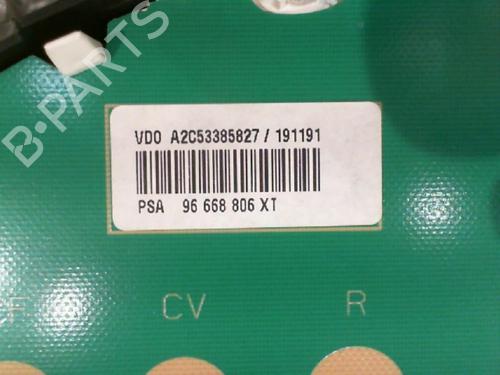 B-PARTS
VDO A2C53385827 / 191191
PSA 96 668 806 XT
F CV R